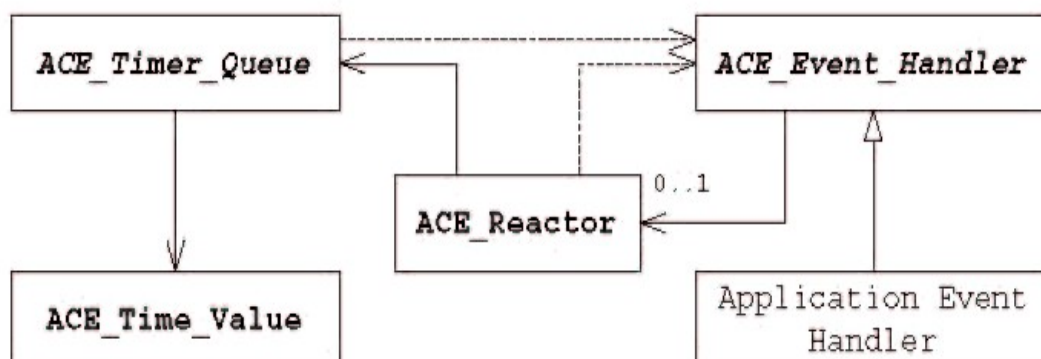 ACE_Timer_Queue
ACE_Event_Handler
0..1
ACE_Reactor
ACE_Time_Value
Application Event
Handler